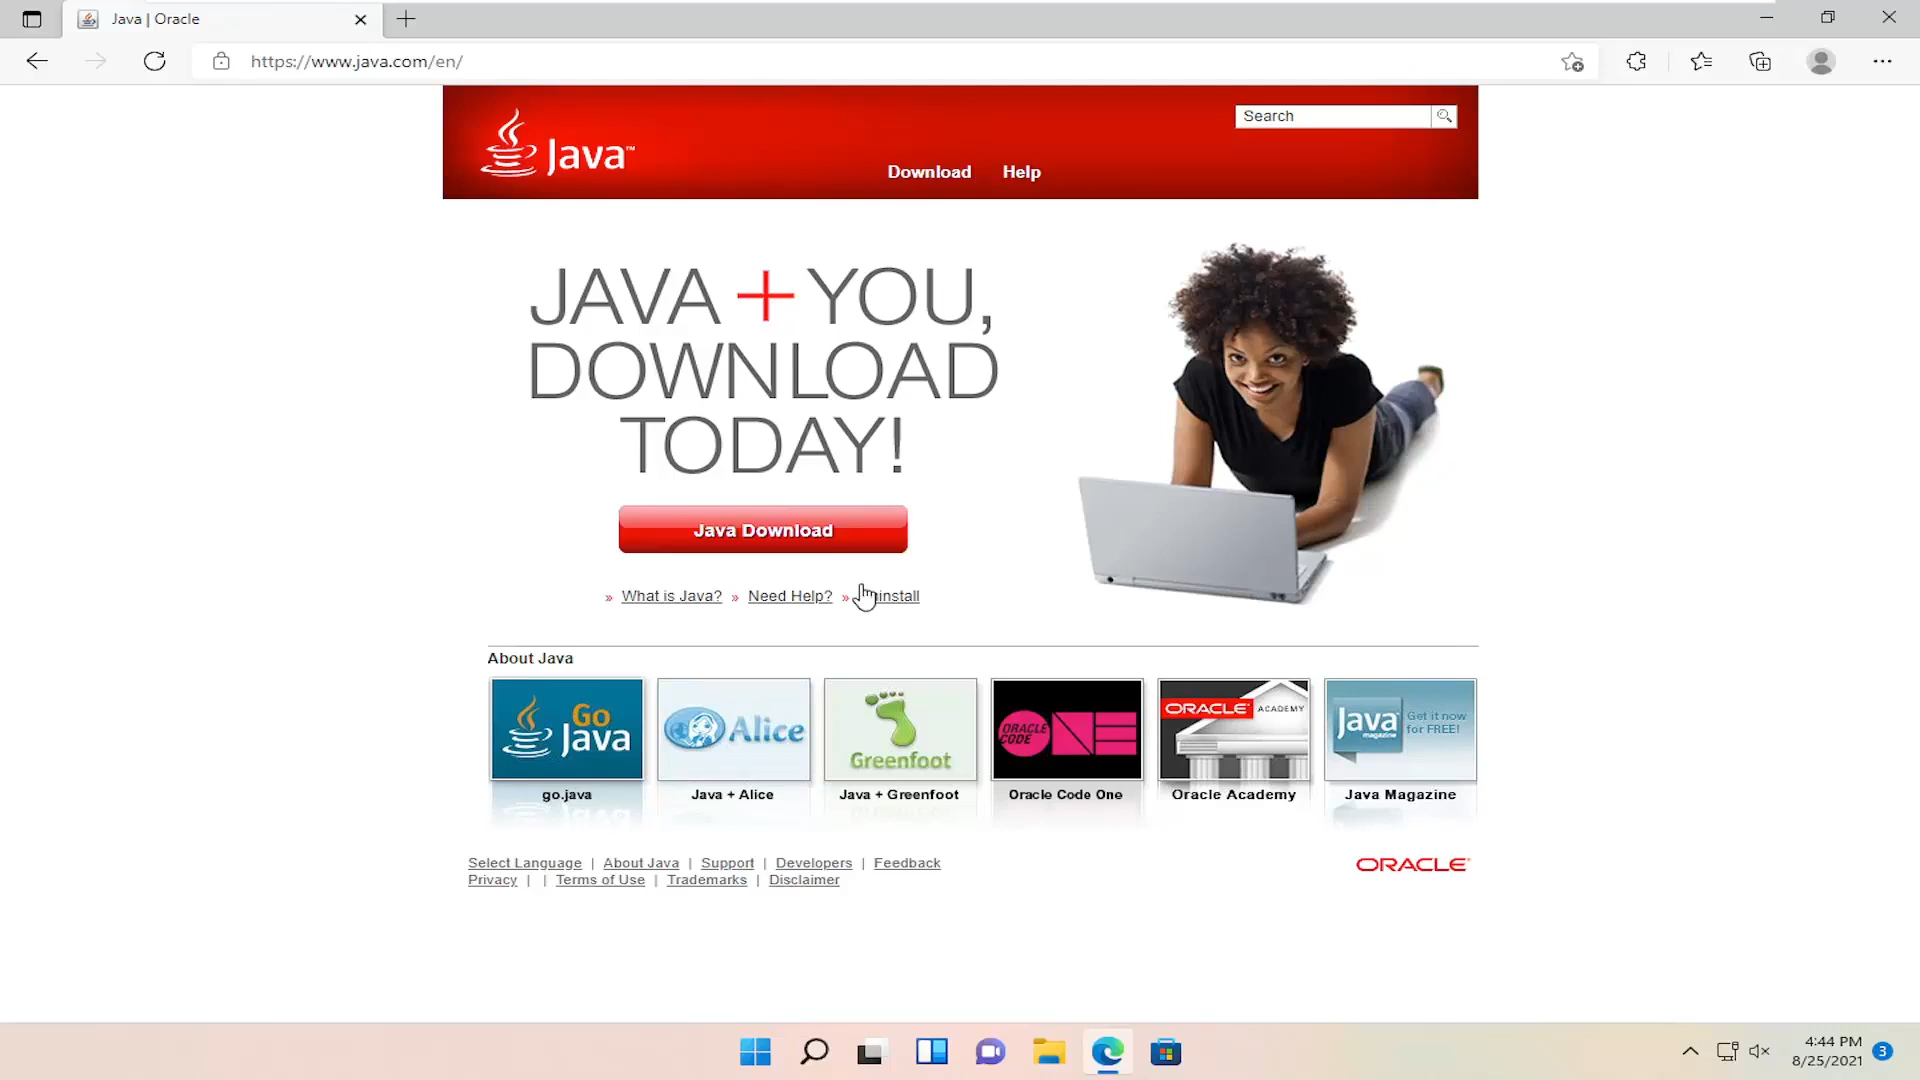 Java | Oracle
https://www.java.com/en/
Java™
Search
Download Help
JAVA + YOU,
DOWNLOAD
TODAY!
Java Download
» What is Java? » Need Help? »
About Java
Go
Java
Alice
Greenfoot
ORACLE
CODE
ONE
ORACLE ACADEMY
Java
magazine
Get it now
for FREE!
go.java
Java + Alice
Java + Greenfoot
Oracle Code One
Oracle Academy
Java Magazine
Select Language | About Java | Support | Developers | Feedback
Privacy | | Terms of Use | Trademarks | Disclaimer
ORACLE
4:44 PM
8/25/2021
3